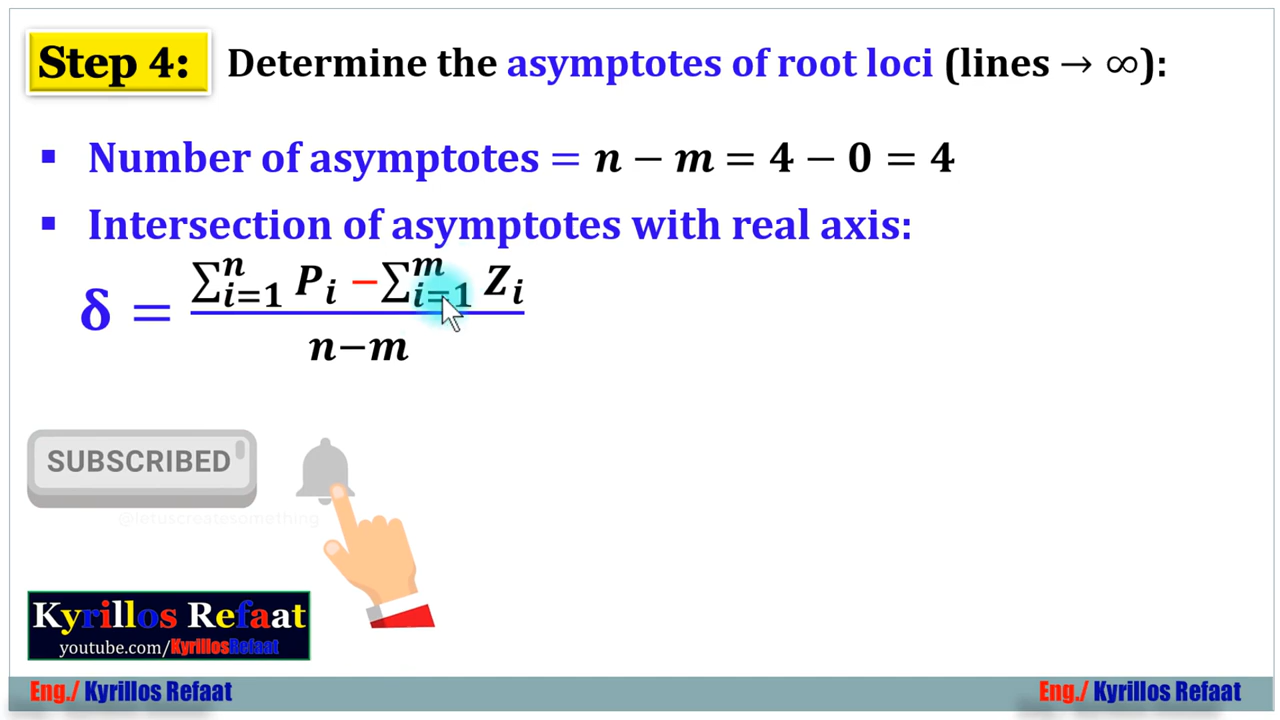 Step 4: Determine the asymptotes of root loci (lines → ∞):
▪ Number of asymptotes = n − m = 4 − 0 = 4
▪ Intersection of asymptotes with real axis:
δ = (∑ⁿᵢ₌₁ Pᵢ − ∑ᵐᵢ₌₁ Zᵢ) / (n−m)
SUBSCRIBED
@letuscreatesomething
Kyrillos Refaat
youtube.com/KyrillosRefaat
Eng./ Kyrillos Refaat
Eng./ Kyrillos Refaat